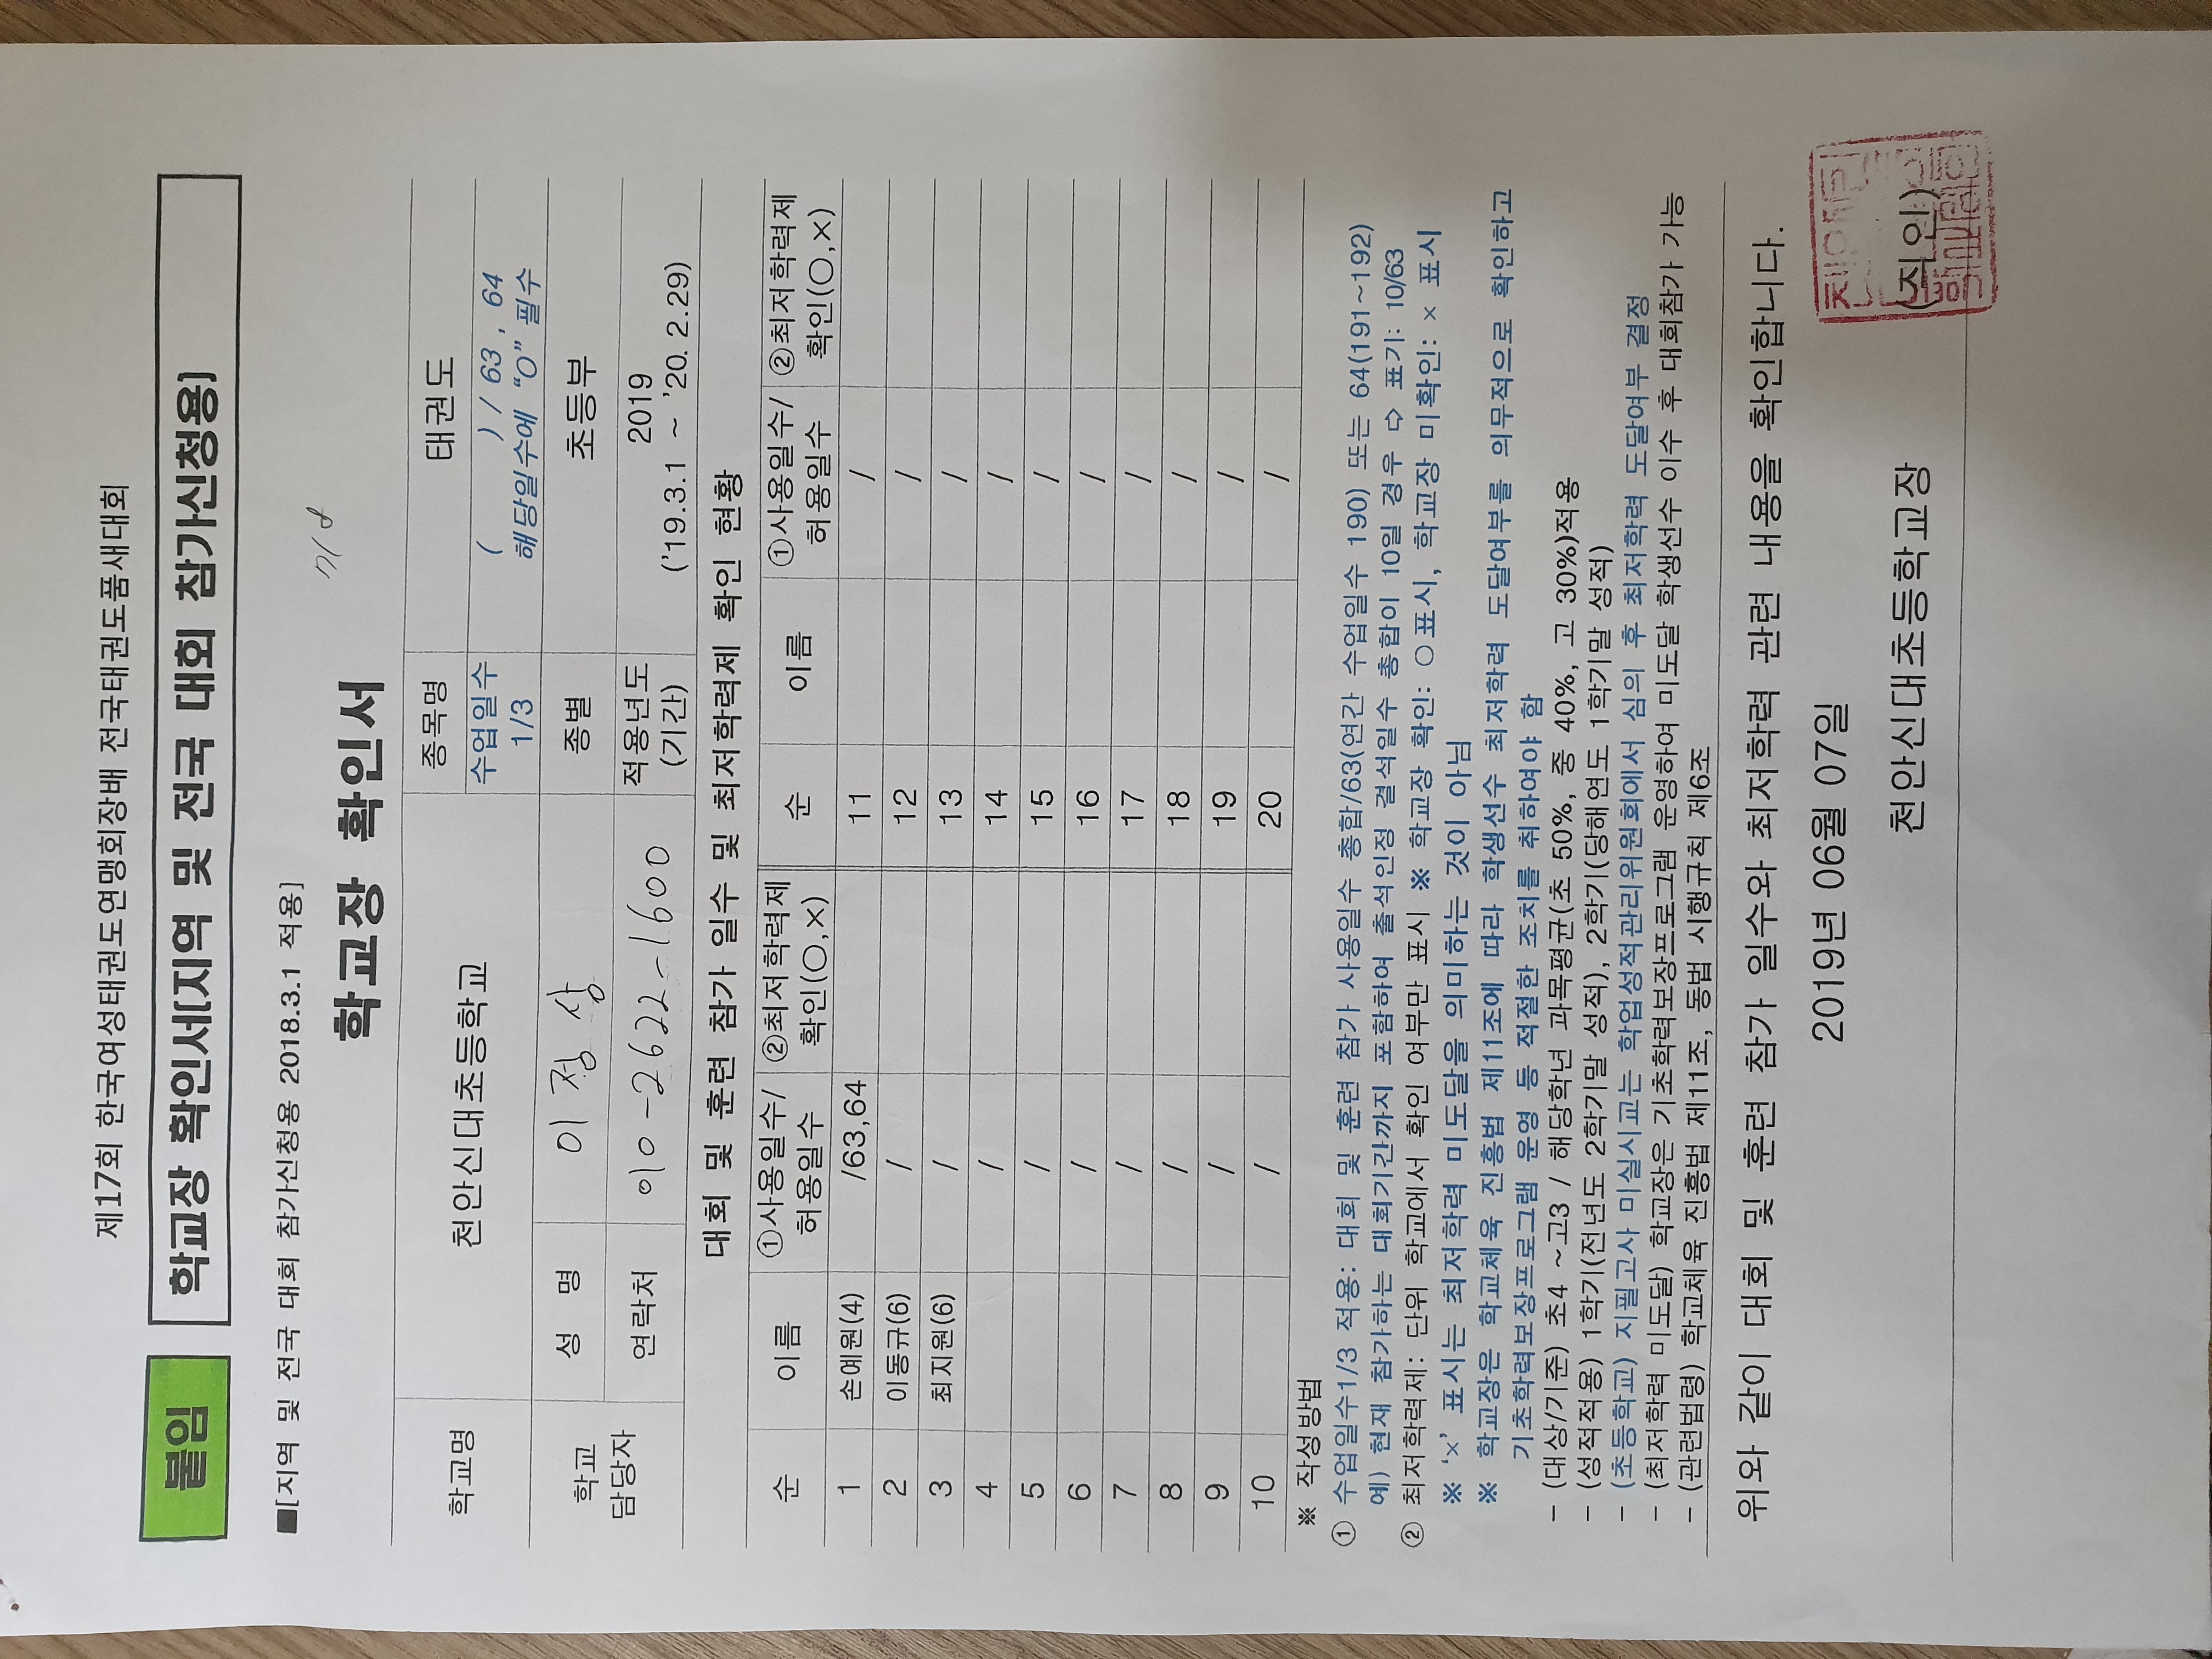 제17회 한국여성태권도연맹회장배 전국태권도품새대회
붙임 학교장 확인서[지역 및 전국 대회 참가신청용]
■[지역 및 전국 대회 참가신청용 2018.3.1 적용]
학교장 확인서
학교명 천안신대초등학교 종목명 태권도
수업일수 1/3 ( ) / 63 , 64
해당일수에 “O” 필수
학교 담당자 성 명 이정상 종별 초등부
연락처 010-2622-1600 적용년도 (기간) 2019
('19.3.1 ~ '20. 2.29)
대회 및 훈련 참가 일수 및 최저학력제 확인 현황
순 이름 ①사용일수/허용일수 ②최저학력제 확인(○,×) 순 이름 ①사용일수/허용일수 ②최저학력제 확인(○,×)
1 손예원(4) /63,64 11 /
2 이동규(6) / 12 /
3 최지원(6) / 13 /
4 / 14 /
5 / 15 /
6 / 16 /
7 / 17 /
8 / 18 /
9 / 19 /
10 / 20 /
※ 작성방법
① 수업일수1/3 적용: 대회 및 훈련 참가 사용일수 총합/63(연간 수업일수 190) 또는 64(191~192)
예) 현재 참가하는 대회기간까지 포함하여 출석인정 결석일수 총합이 10일 경우 ⇨ 표기: 10/63
② 최저학력제: 단위 학교에서 확인 여부만 표시 ※ 학교장 확인: ○ 표시, 학교장 미확인: × 표시
※ ‘×’ 표시는 최저학력 미도달을 의미하는 것이 아님
※ 학교장은 학교체육 진흥법 제11조에 따라 학생선수 최저학력 도달여부를 의무적으로 확인하고
기초학력보장프로그램 운영 등 적절한 조치를 취하여야 함
- (대상/기준) 초4 ~고3 / 해당학년 과목평균(초 50%, 중 40%, 고 30%)적용
- (성적적용) 1학기(전년도 2학기말 성적), 2학기(당해연도 1학기말 성적)
- (초등학교) 지필고사 미실시교는 학업성적관리위원회에서 심의 후 최저학력 도달여부 결정
- (최저학력 미도달) 학교장은 기초학력보장프로그램 운영하여 미도달 학생선수 이수 후 대회참가 가능
- (관련법령) 학교체육 진흥법 제11조, 동법 시행규칙 제6조
위와 같이 대회 및 훈련 참가 일수와 최저학력 관련 내용을 확인합니다.
2019년 06월 07일
천안신대초등학교장 (직인)